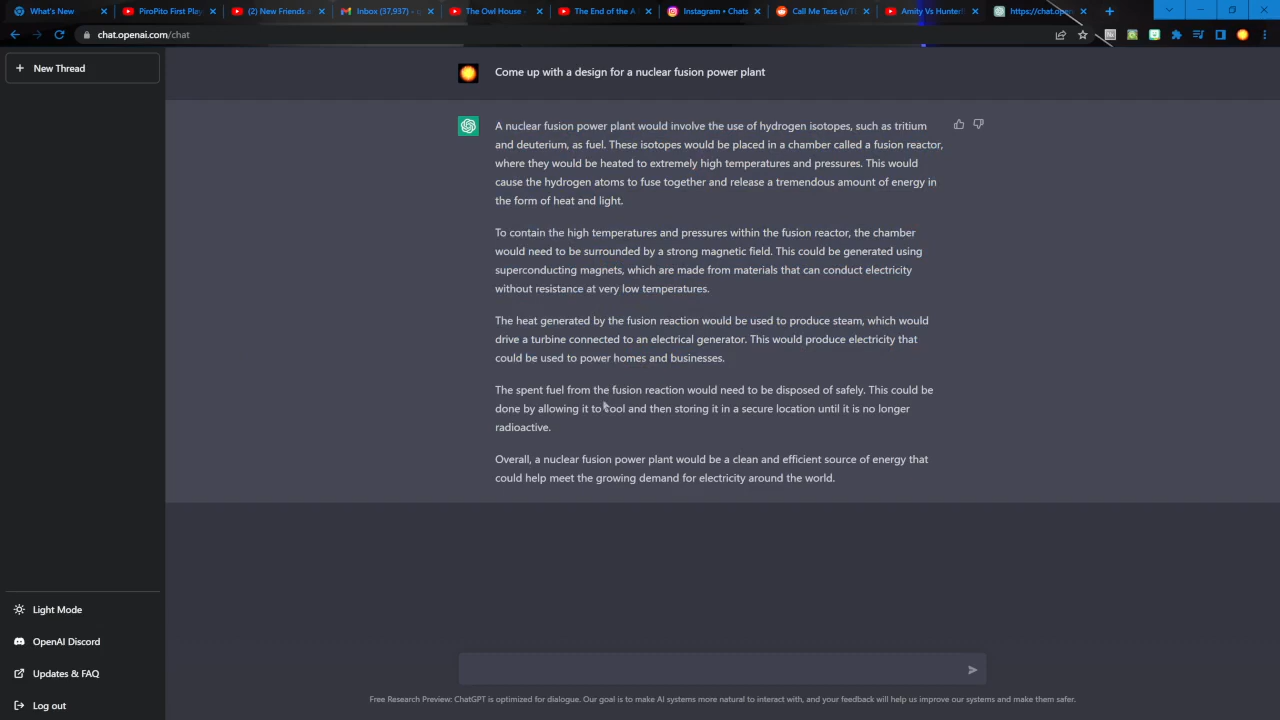 What's New
PiroPito First Play
(2) New Friends a
Inbox (37,937) - u
The Owl House -
The End of the A
Instagram • Chats
Call Me Tess (u/T
Amity Vs Hunter
https://chat.open
chat.openai.com/chat
New Thread
Come up with a design for a nuclear fusion power plant
A nuclear fusion power plant would involve the use of hydrogen isotopes, such as tritium
and deuterium, as fuel. These isotopes would be placed in a chamber called a fusion reactor,
where they would be heated to extremely high temperatures and pressures. This would
cause the hydrogen atoms to fuse together and release a tremendous amount of energy in
the form of heat and light.
To contain the high temperatures and pressures within the fusion reactor, the chamber
would need to be surrounded by a strong magnetic field. This could be generated using
superconducting magnets, which are made from materials that can conduct electricity
without resistance at very low temperatures.
The heat generated by the fusion reaction would be used to produce steam, which would
drive a turbine connected to an electrical generator. This would produce electricity that
could be used to power homes and businesses.
The spent fuel from the fusion reaction would need to be disposed of safely. This could be
done by allowing it to cool and then storing it in a secure location until it is no longer
radioactive.
Overall, a nuclear fusion power plant would be a clean and efficient source of energy that
could help meet the growing demand for electricity around the world.
Light Mode
OpenAI Discord
Updates & FAQ
Log out
Free Research Preview: ChatGPT is optimized for dialogue. Our goal is to make AI systems more natural to interact with, and your feedback will help us improve our systems and make them safer.